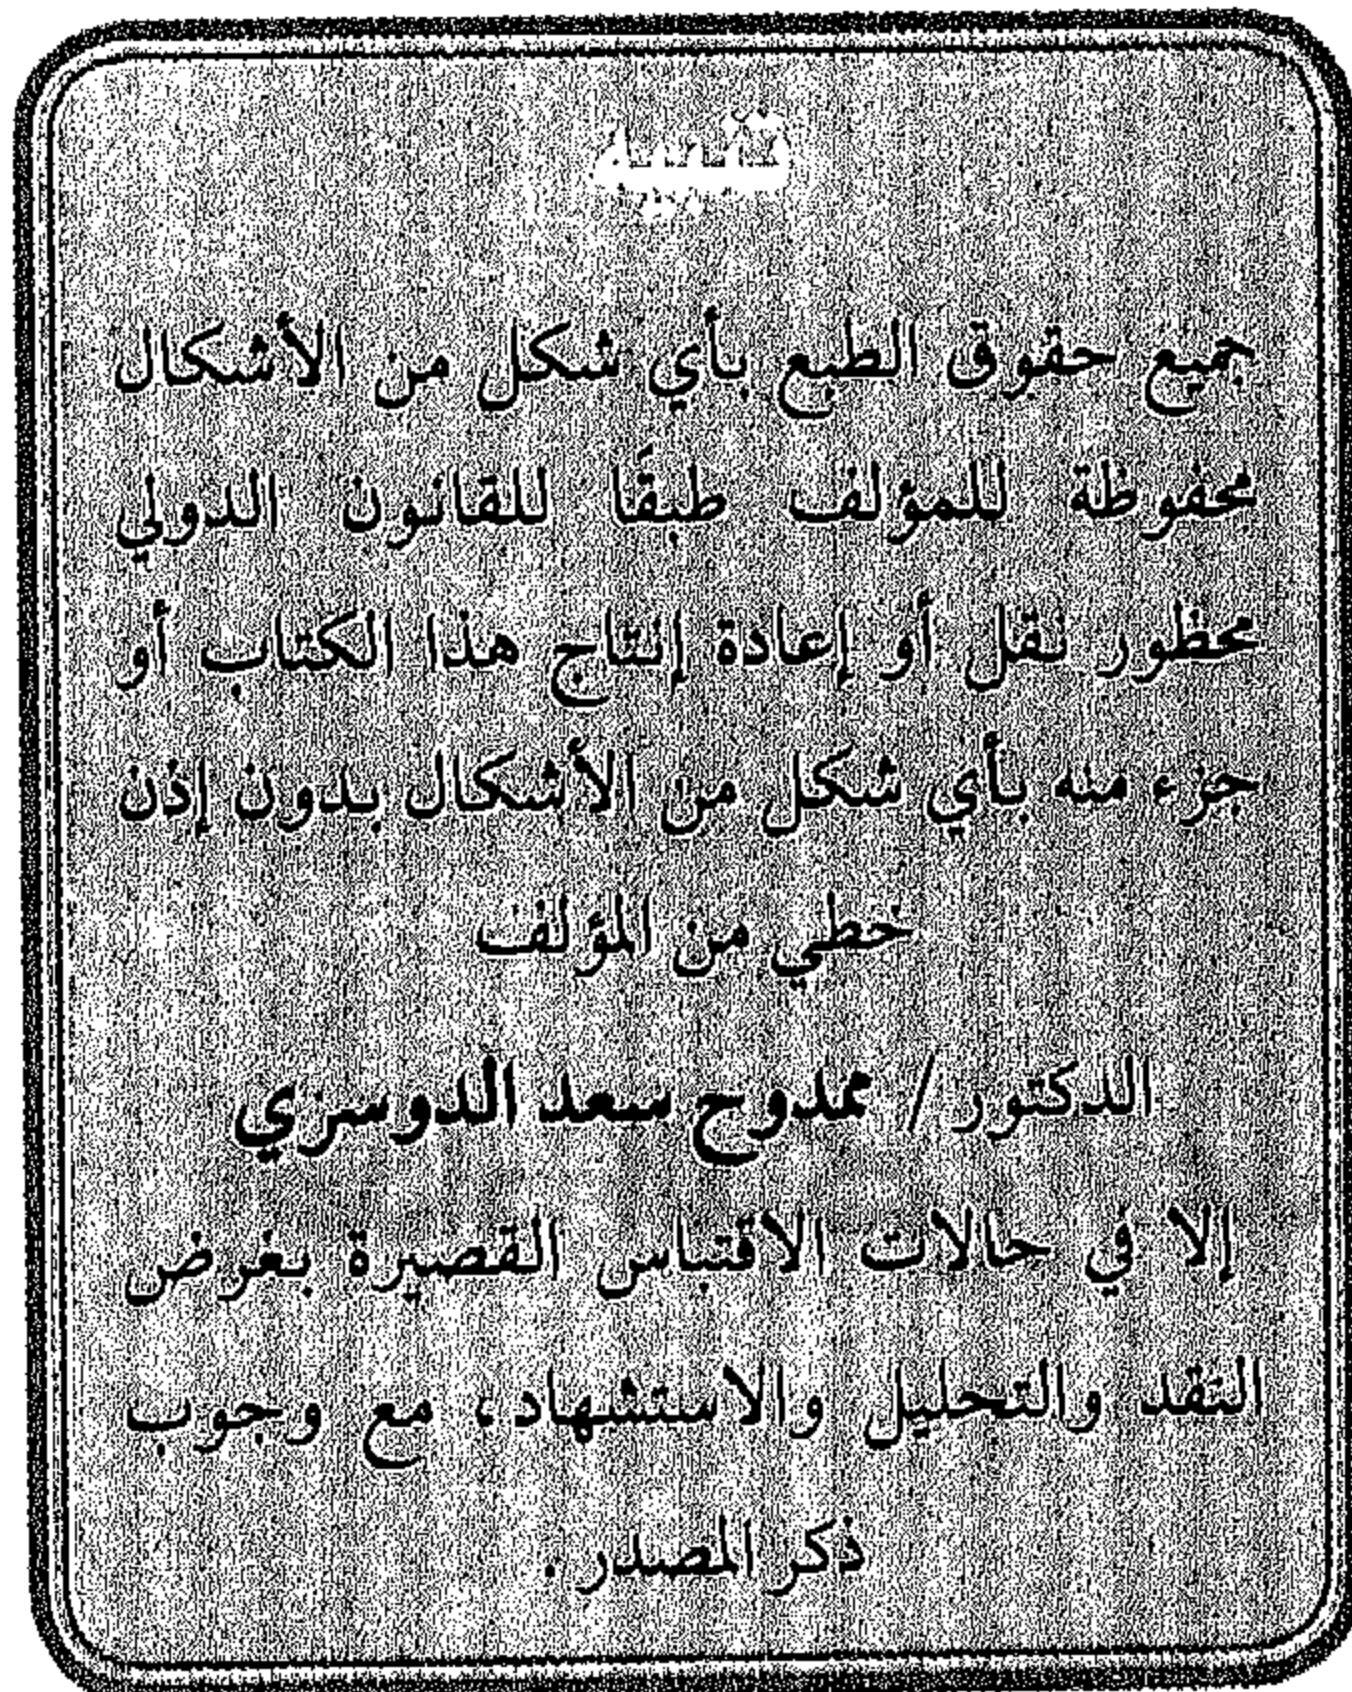 تنبيه
جميع حقوق الطبع بأي شكل من الأشكال
محفوظة للمؤلف طبقًا للقانون الدولي
محظور نقل أو إعادة إنتاج هذا الكتاب أو
جزء منه بأي شكل من الأشكال بدون إذن
خطي من المؤلف
الدكتور / ممدوح سعد الدوسري
إلا في حالات الاقتباس القصيرة بغرض
النقد والتحليل والاستشهاد، مع وجوب
ذكر المصدر .